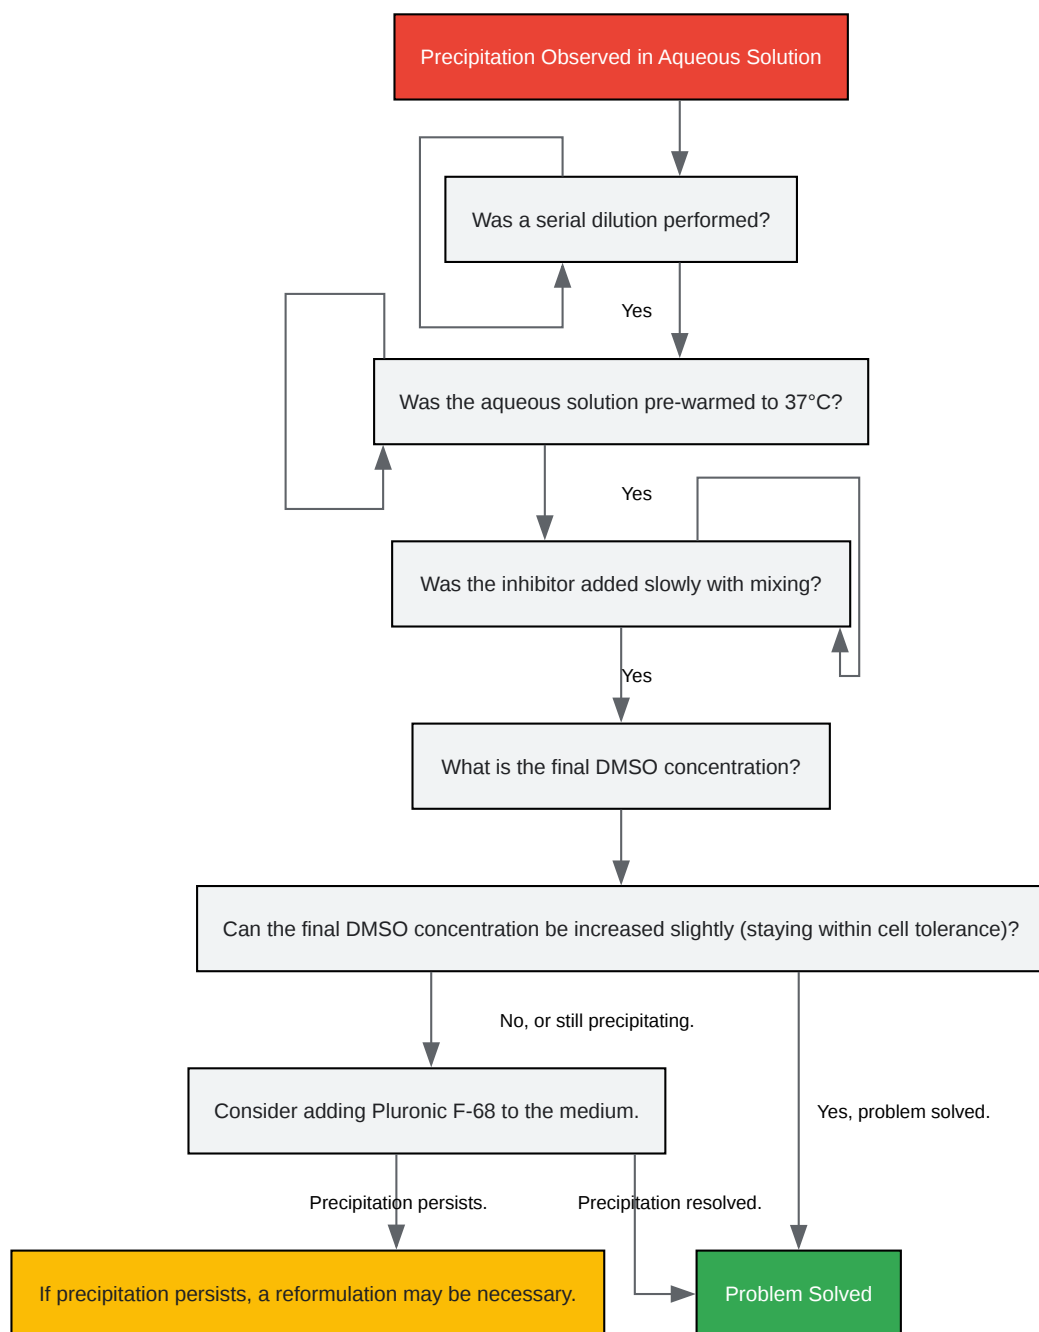 Precipitation Observed in Aqueous Solution
Was a serial dilution performed?
Yes
Was the aqueous solution pre-warmed to 37°C?
Yes
Was the inhibitor added slowly with mixing?
Yes
What is the final DMSO concentration?
Can the final DMSO concentration be increased slightly (staying within cell tolerance)?
No, or still precipitating.
Consider adding Pluronic F-68 to the medium.
Yes, problem solved.
Precipitation persists.
Precipitation resolved.
If precipitation persists, a reformulation may be necessary.
Problem Solved